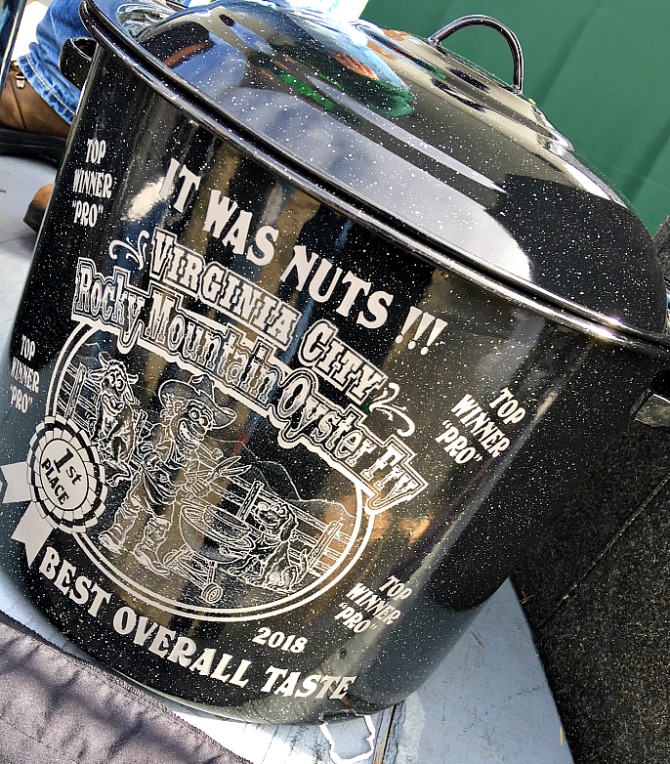 TOP
WINNER
"PRO"
IT WAS NUTS !!!
VIRGINIA CITY
Rocky Mountain Oyster Fry
TOP
WINNER
"PRO"
TOP
WINNER
"PRO"
1st
PLACE
TOP
WINNER
"PRO"
2018
BEST OVERALL TASTE